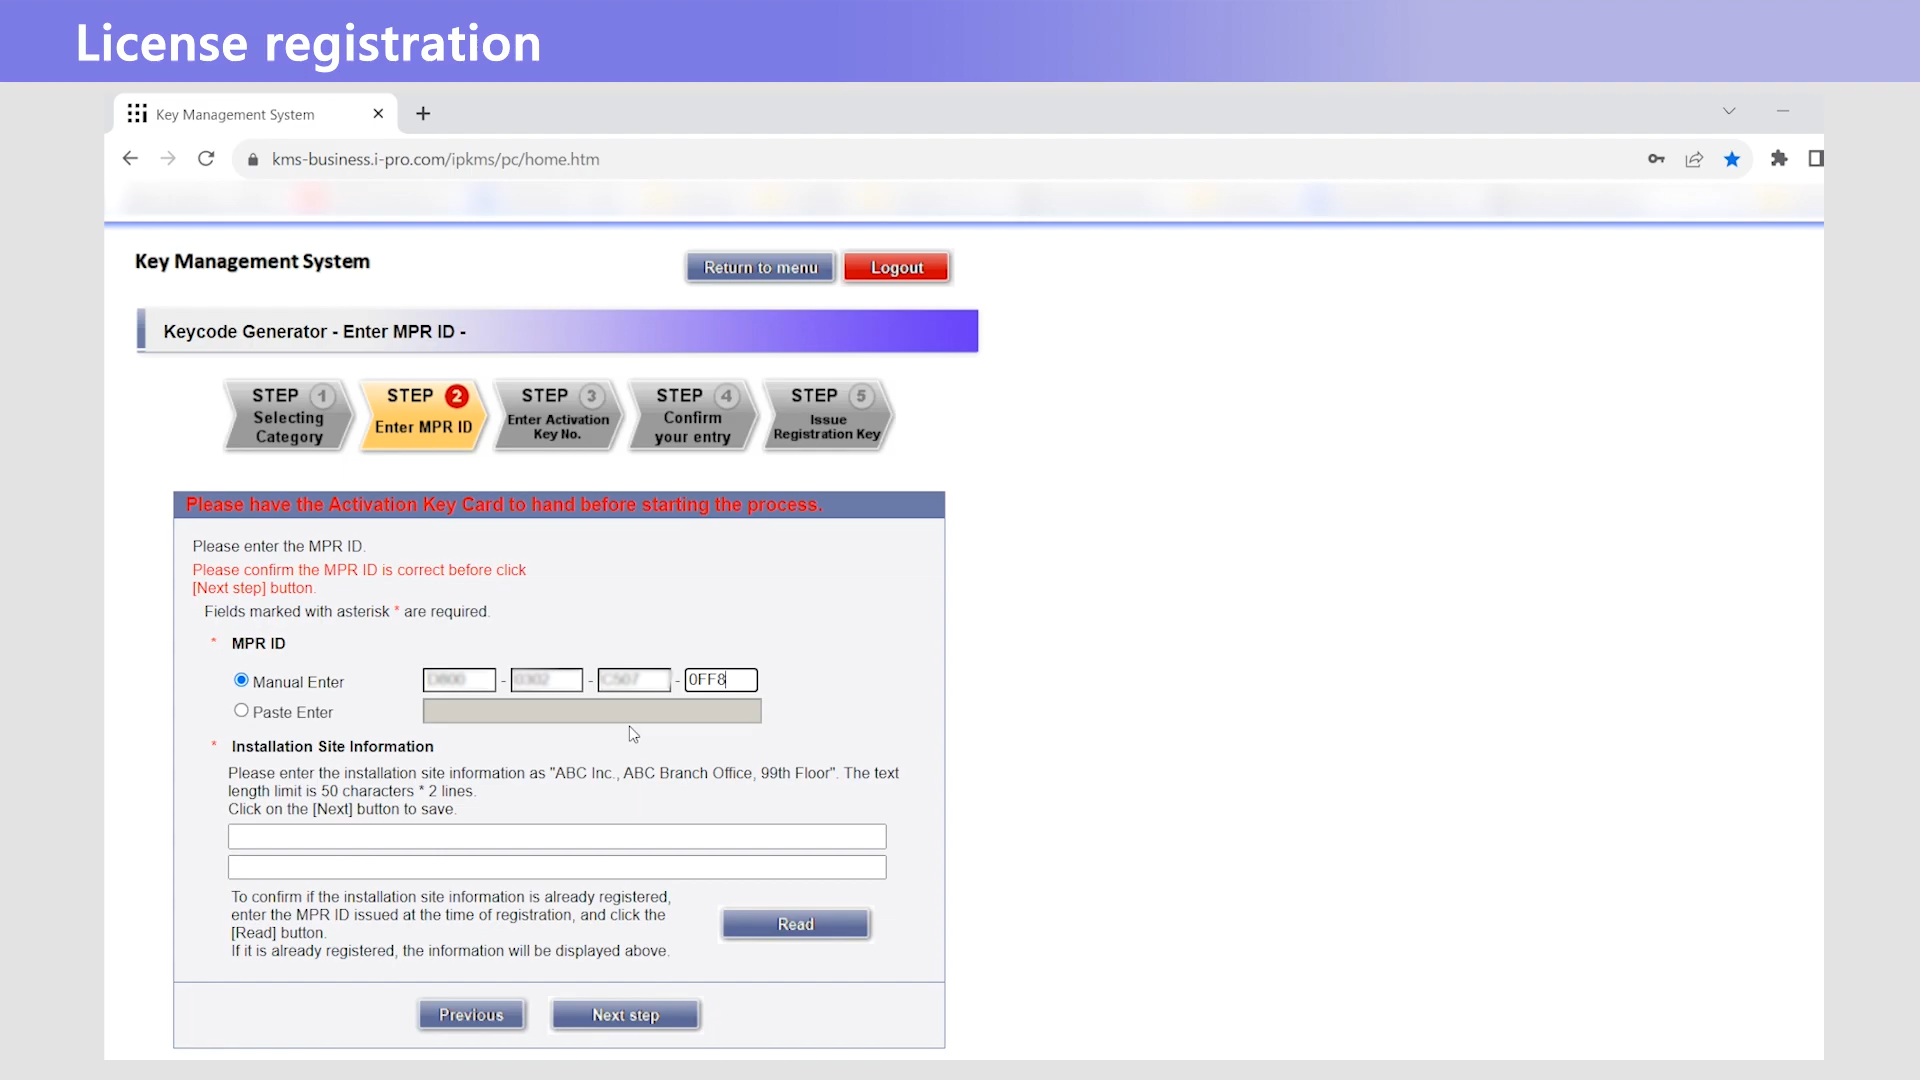 License registration
Key Management System
kms-business.i-pro.com/ipkms/pc/home.htm
Key Management System
Return to menu
Logout
Keycode Generator - Enter MPR ID -
STEP 1
Selecting
Category
STEP 2
Enter MPR ID
STEP 3
Enter Activation
Key No.
STEP 4
Confirm
your entry
STEP 5
Issue
Registration Key
Please have the Activation Key Card to hand before starting the process.
Please enter the MPR ID.
Please confirm the MPR ID is correct before click
[Next step] button.
Fields marked with asterisk * are required.
* MPR ID
Manual Enter - - - 0FF8
Paste Enter
* Installation Site Information
Please enter the installation site information as "ABC Inc., ABC Branch Office, 99th Floor". The text
length limit is 50 characters * 2 lines.
Click on the [Next] button to save.
To confirm if the installation site information is already registered,
enter the MPR ID issued at the time of registration, and click the
[Read] button.
If it is already registered, the information will be displayed above.
Read
Previous
Next step